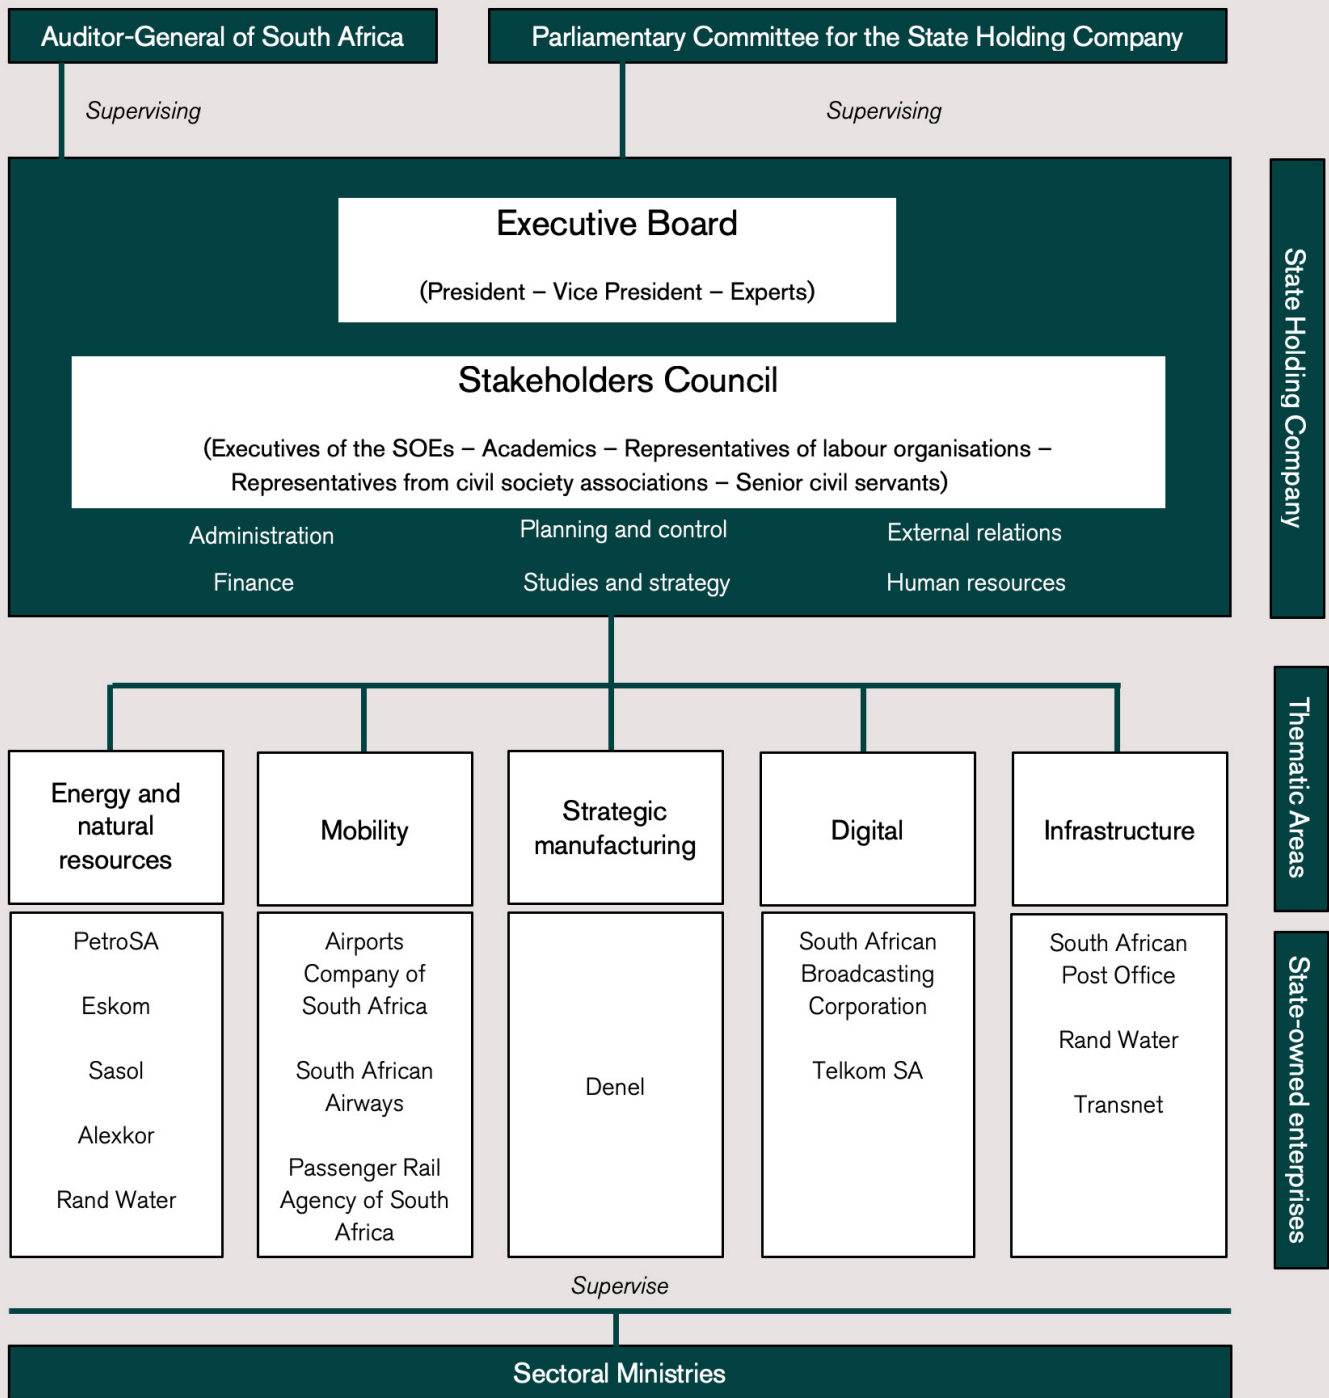 Auditor-General of South Africa
Parliamentary Committee for the State Holding Company
Supervising
Supervising
Executive Board
(President – Vice President – Experts)
Stakeholders Council
(Executives of the SOEs – Academics – Representatives of labour organisations –
Representatives from civil society associations – Senior civil servants)
Administration
Planning and control
External relations
Finance
Studies and strategy
Human resources
State Holding Company
Energy and
natural
resources
Mobility
Strategic
manufacturing
Digital
Infrastructure
Thematic Areas
PetroSA
Eskom
Sasol
Alexkor
Rand Water
Airports
Company of
South Africa
South African
Airways
Passenger Rail
Agency of South
Africa
Denel
South African
Broadcasting
Corporation
Telkom SA
South African
Post Office
Rand Water
Transnet
State-owned enterprises
Supervise
Sectoral Ministries